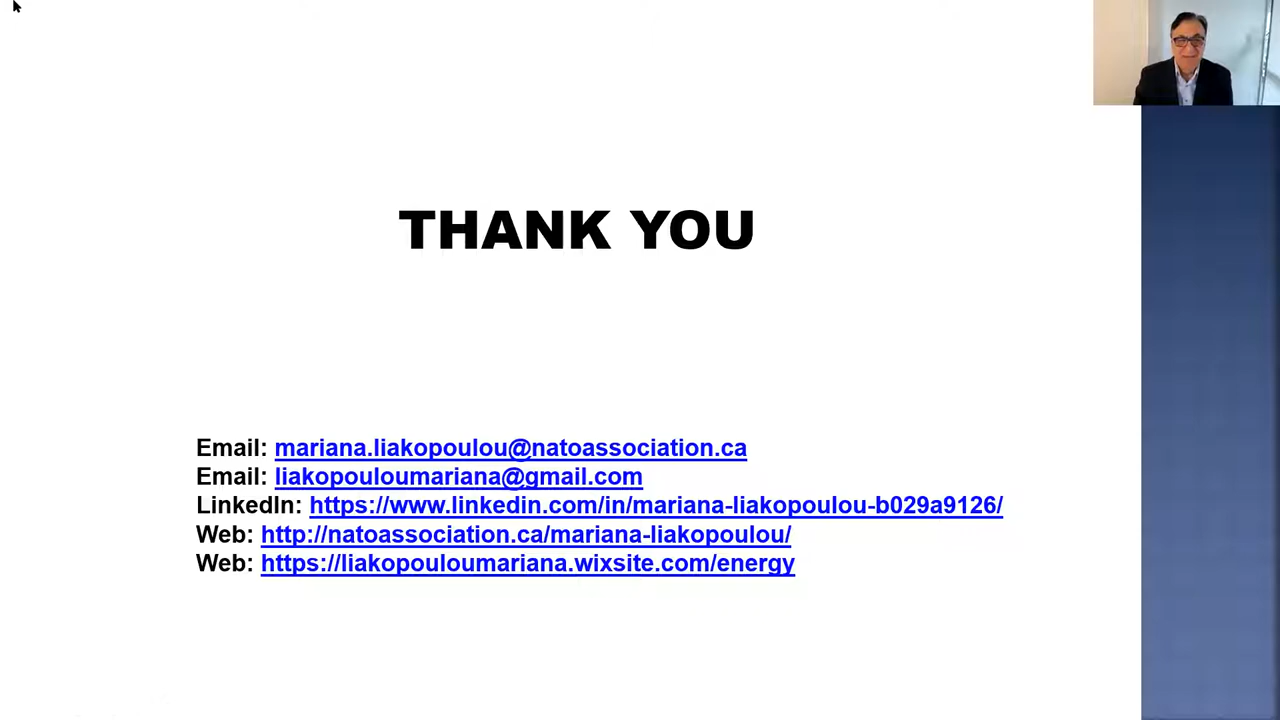 THANK YOU
Email: mariana.liakopoulou@natoassociation.ca
Email: liakopouloumariana@gmail.com
LinkedIn: https://www.linkedin.com/in/mariana-liakopoulou-b029a9126/
Web: http://natoassociation.ca/mariana-liakopoulou/
Web: https://liakopouloumariana.wixsite.com/energy